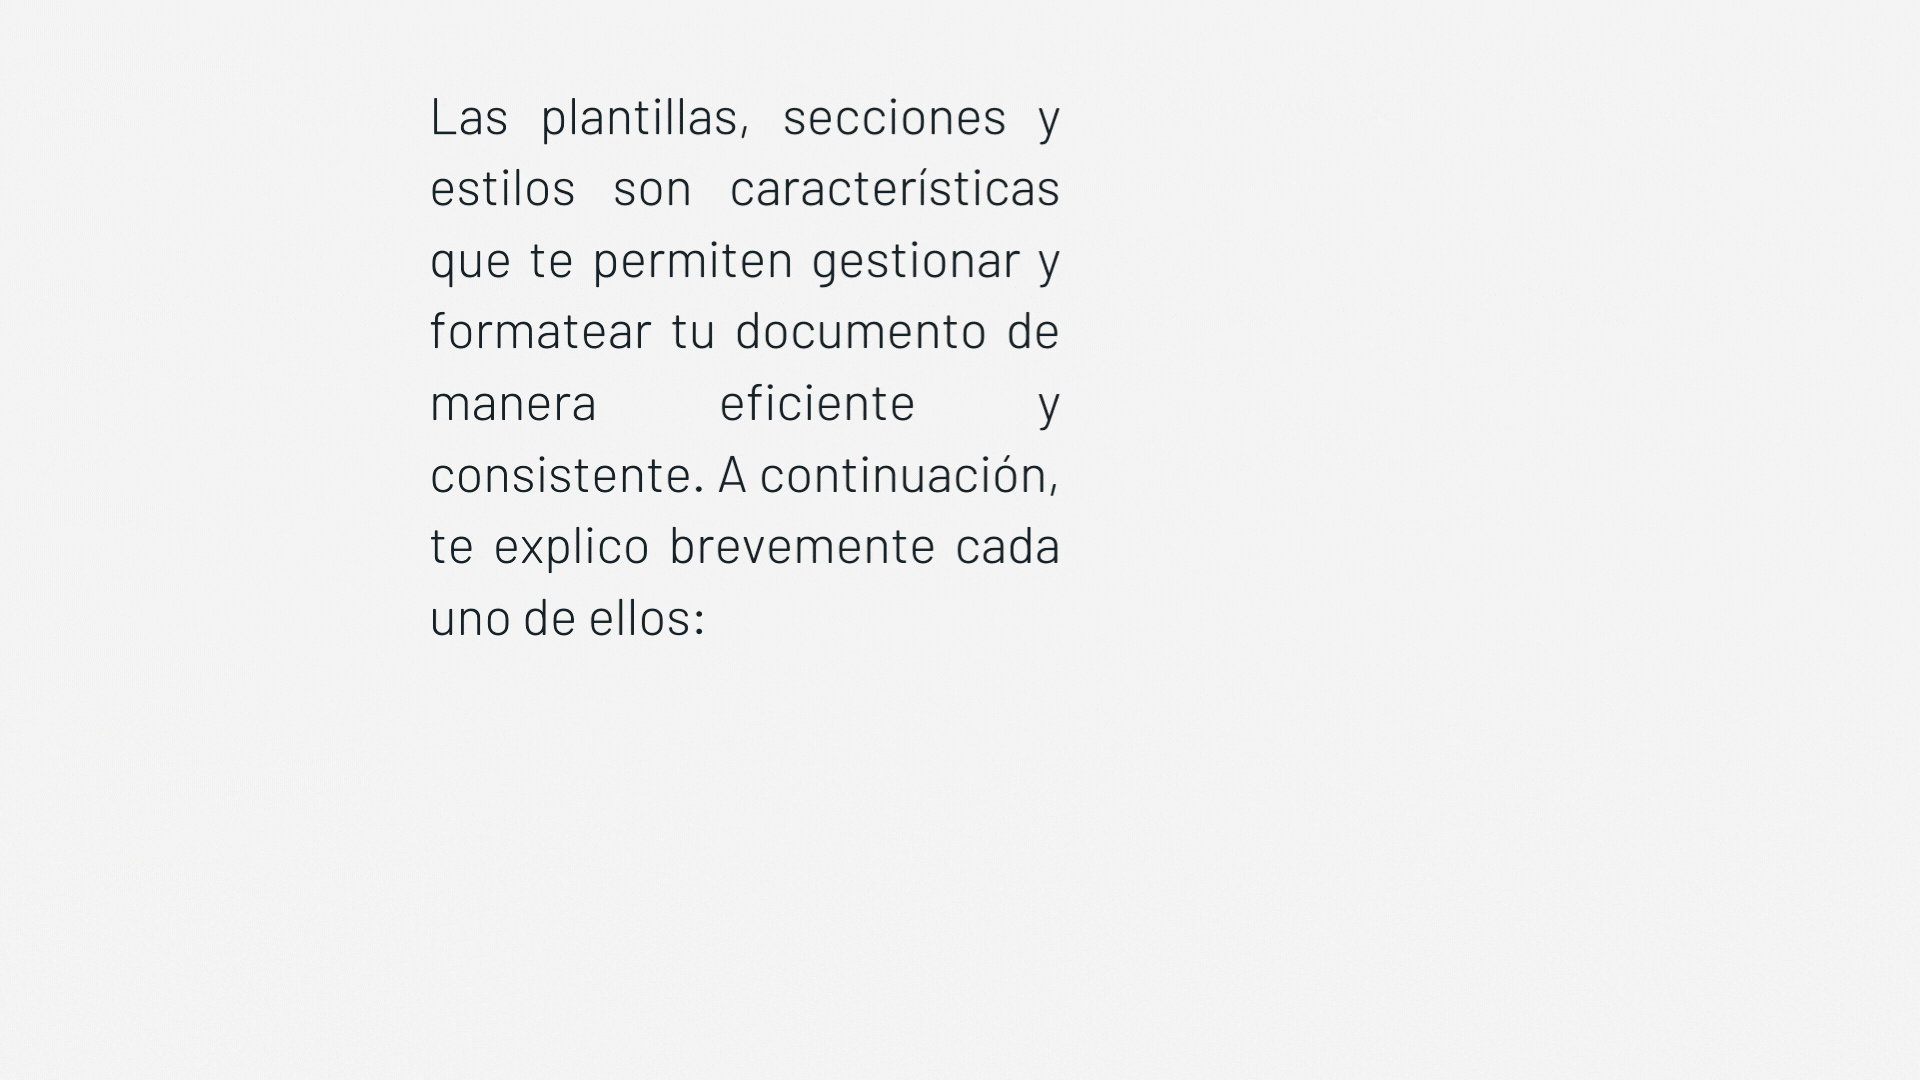 Las plantillas, secciones y
estilos son características
que te permiten gestionar y
formatear tu documento de
manera eficiente y
consistente. A continuación,
te explico brevemente cada
uno de ellos: